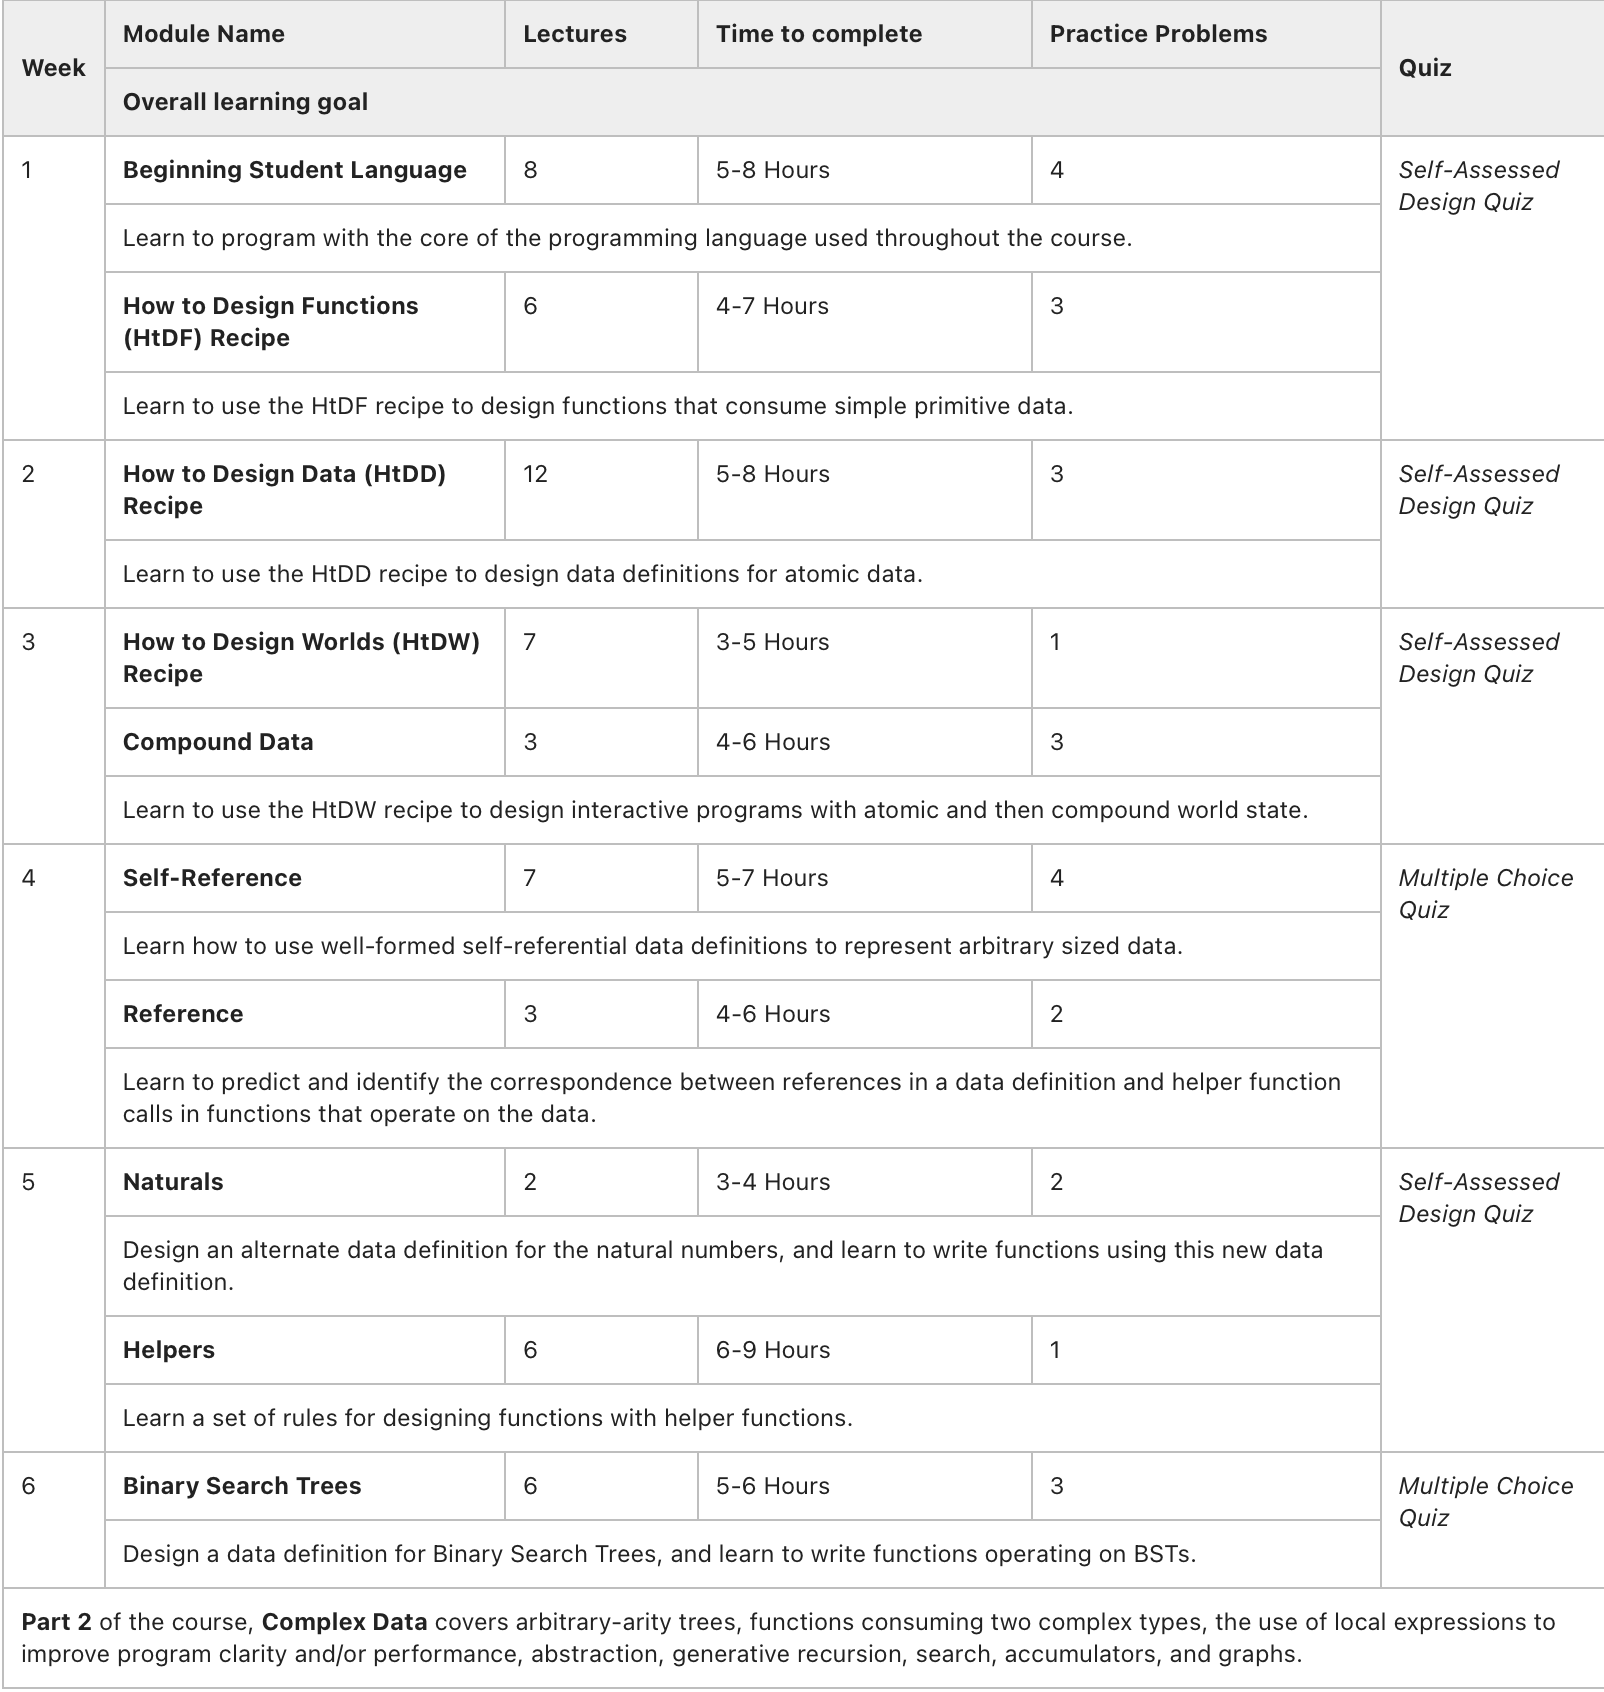 Week
Module Name
Lectures
Time to complete
Practice Problems
Quiz
Overall learning goal
1
Beginning Student Language
8
5-8 Hours
4
Self-Assessed
Design Quiz
Learn to program with the core of the programming language used throughout the course.
How to Design Functions
(HtDF) Recipe
6
4-7 Hours
3
Learn to use the HtDF recipe to design functions that consume simple primitive data.
2
How to Design Data (HtDD)
Recipe
12
5-8 Hours
3
Self-Assessed
Design Quiz
Learn to use the HtDD recipe to design data definitions for atomic data.
3
How to Design Worlds (HtDW)
Recipe
7
3-5 Hours
1
Self-Assessed
Design Quiz
Compound Data
3
4-6 Hours
3
Learn to use the HtDW recipe to design interactive programs with atomic and then compound world state.
4
Self-Reference
7
5-7 Hours
4
Multiple Choice
Quiz
Learn how to use well-formed self-referential data definitions to represent arbitrary sized data.
Reference
3
4-6 Hours
2
Learn to predict and identify the correspondence between references in a data definition and helper function
calls in functions that operate on the data.
5
Naturals
2
3-4 Hours
2
Self-Assessed
Design Quiz
Design an alternate data definition for the natural numbers, and learn to write functions using this new data
definition.
Helpers
6
6-9 Hours
1
Learn a set of rules for designing functions with helper functions.
6
Binary Search Trees
6
5-6 Hours
3
Multiple Choice
Quiz
Design a data definition for Binary Search Trees, and learn to write functions operating on BSTs.
Part 2 of the course, Complex Data covers arbitrary-arity trees, functions consuming two complex types, the use of local expressions to
improve program clarity and/or performance, abstraction, generative recursion, search, accumulators, and graphs.